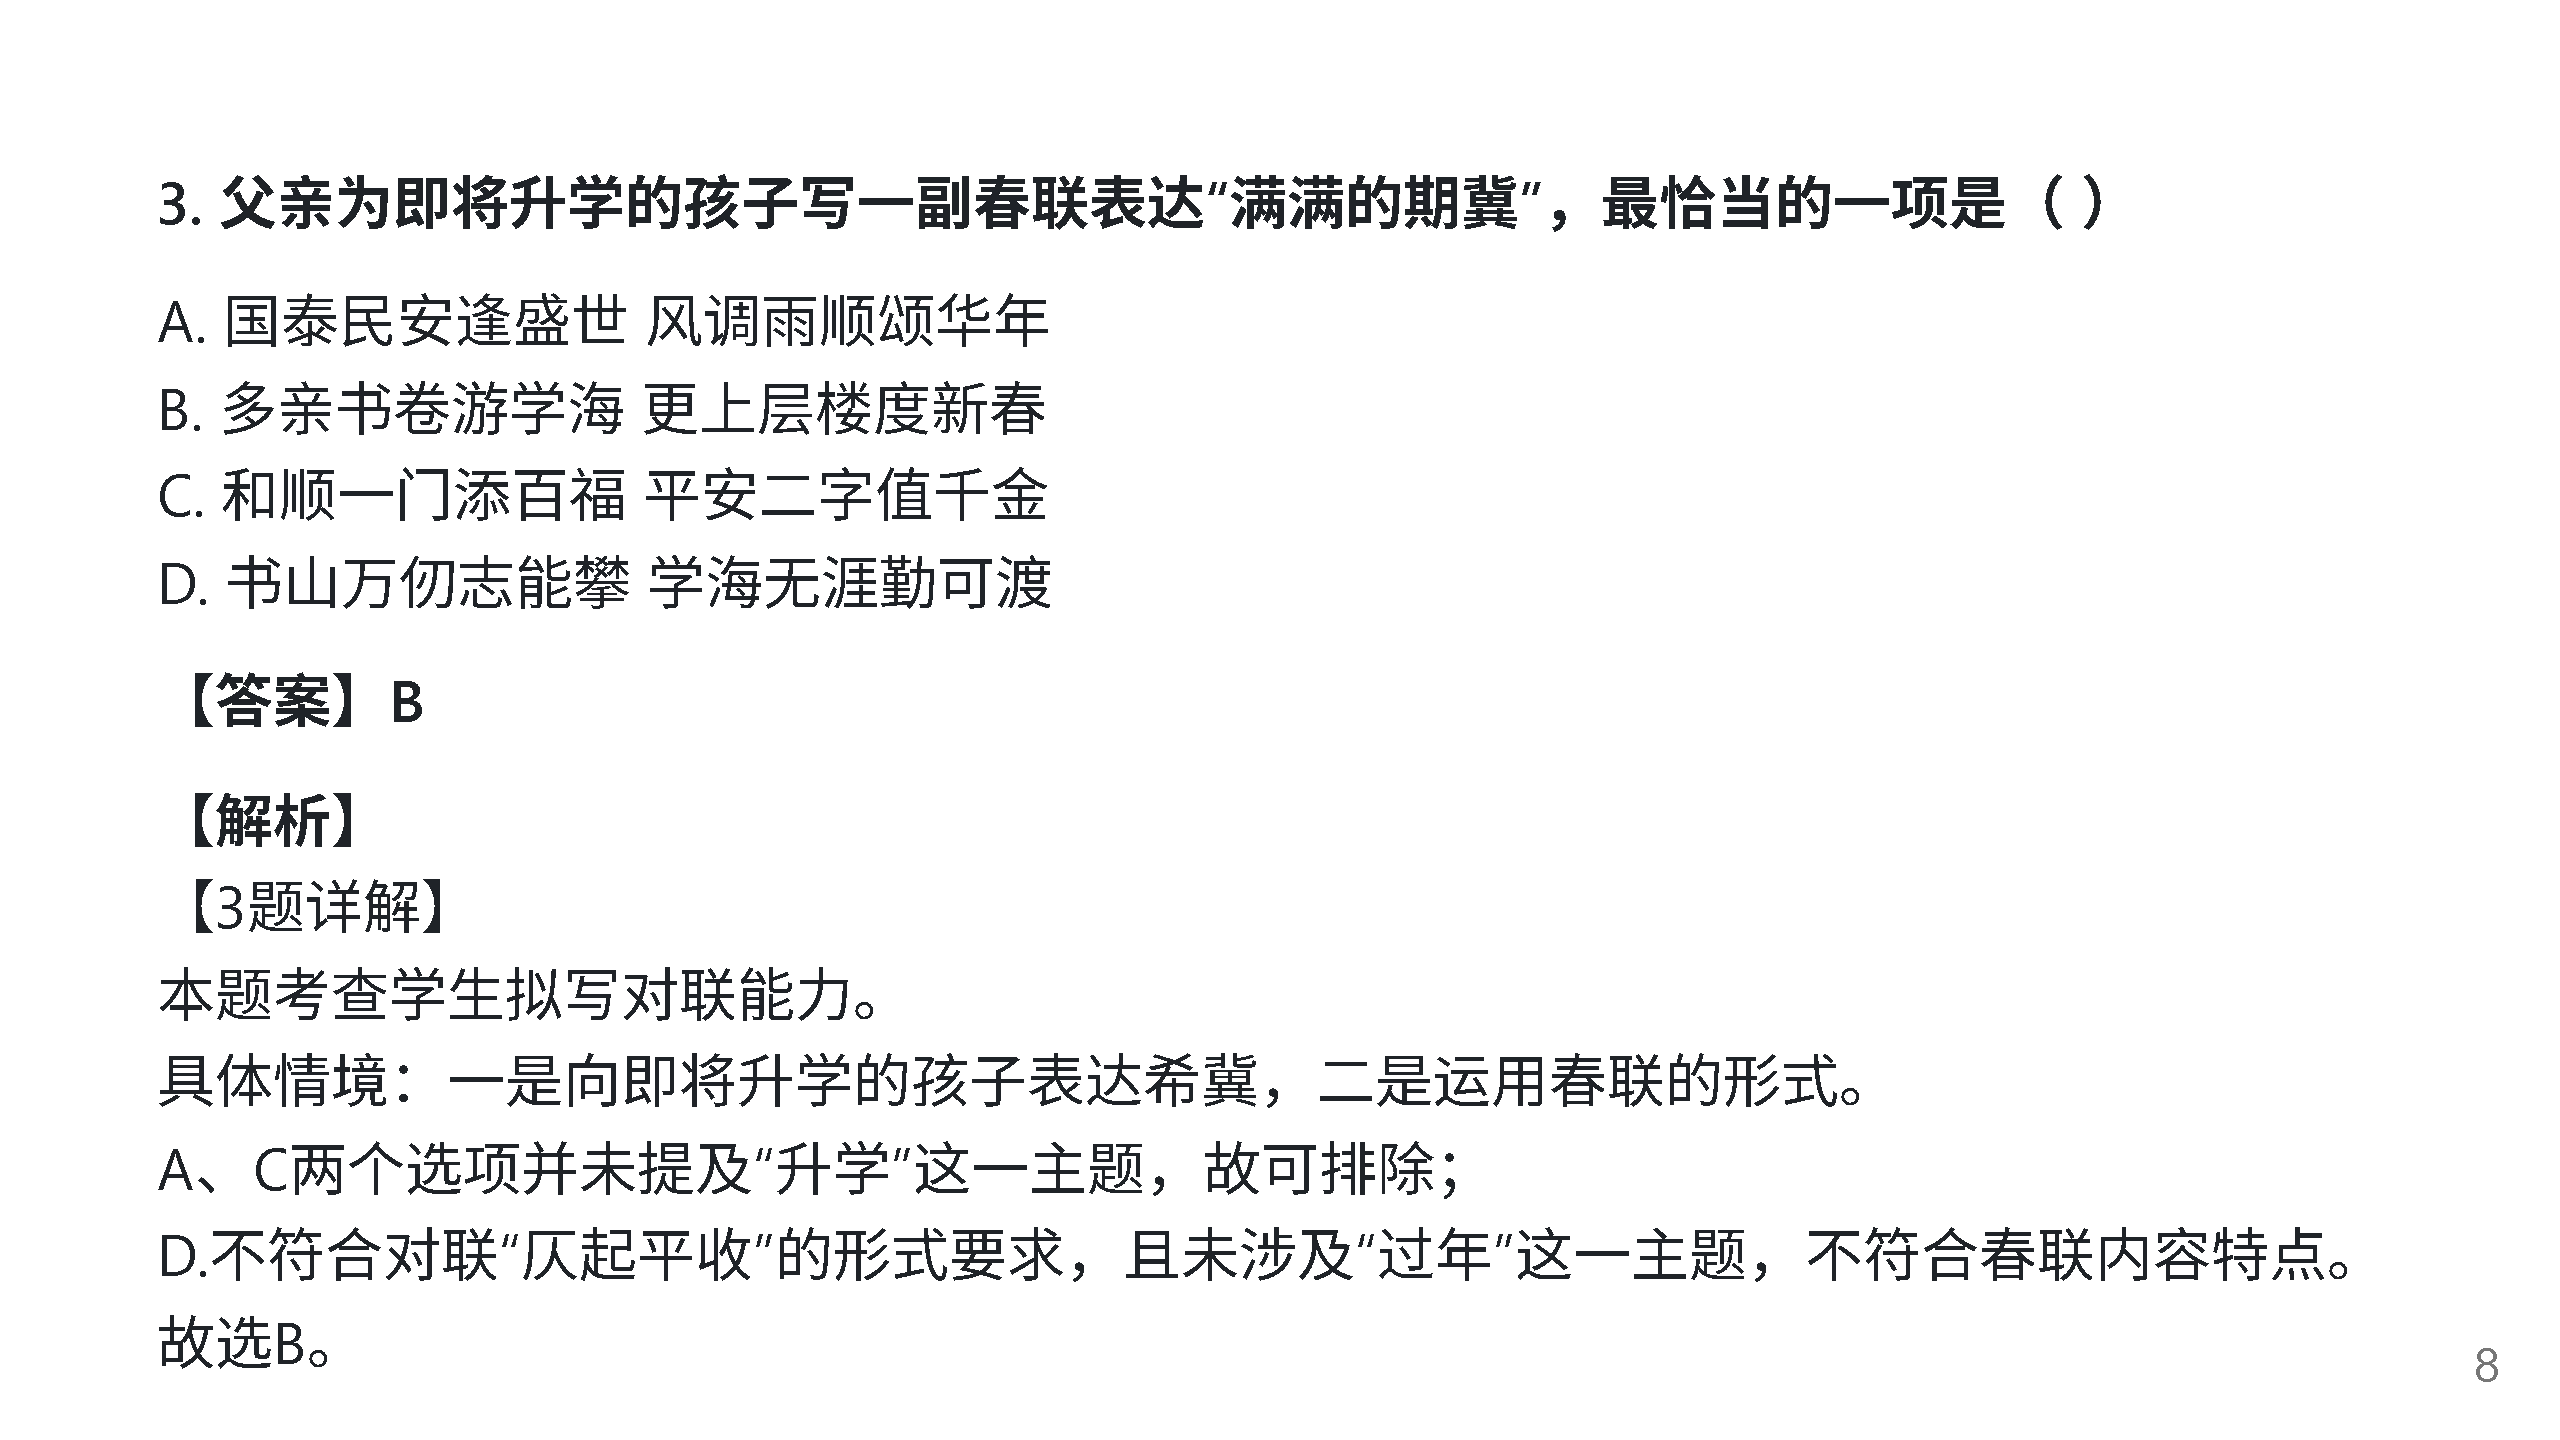 3. 父亲为即将升学的孩子写一副春联表达“满满的期冀”，最恰当的一项是（ ）
A. 国泰民安逢盛世 风调雨顺颂华年
B. 多亲书卷游学海 更上层楼度新春
C. 和顺一门添百福 平安二字值千金
D. 书山万仞志能攀 学海无涯勤可渡
【答案】B
【解析】
【3题详解】
本题考查学生拟写对联能力。
具体情境：一是向即将升学的孩子表达希冀，二是运用春联的形式。
A、C两个选项并未提及“升学”这一主题，故可排除；
D.不符合对联“仄起平收”的形式要求，且未涉及“过年”这一主题，不符合春联内容特点。
故选B。
8